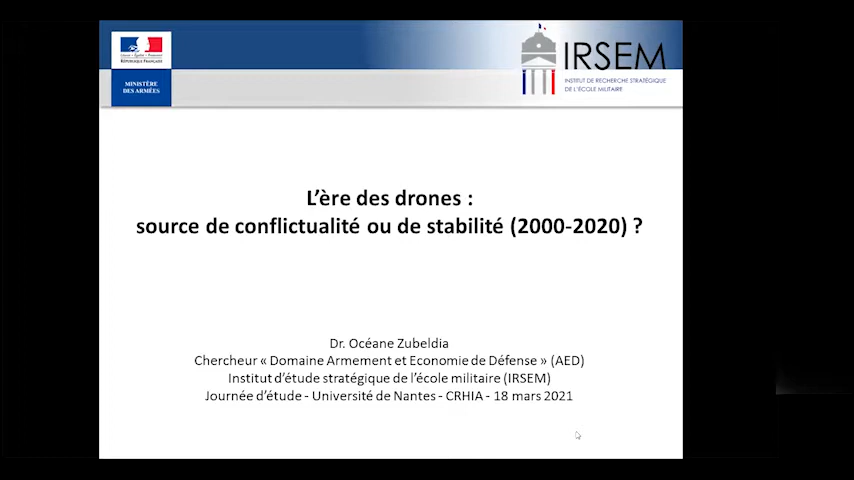 RÉPUBLIQUE FRANÇAISE
MINISTÈRE
DES ARMÉES
IRSEM
INSTITUT DE RECHERCHE STRATÉGIQUE
DE L'ÉCOLE MILITAIRE
L'ère des drones :
source de conflictualité ou de stabilité (2000-2020) ?
Dr. Océane Zubeldia
Chercheur « Domaine Armement et Economie de Défense » (AED)
Institut d'étude stratégique de l'école militaire (IRSEM)
Journée d'étude - Université de Nantes - CRHIA - 18 mars 2021